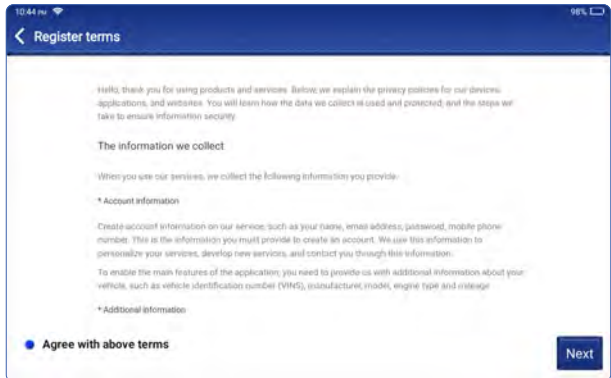 10:44 PM
98%
Register terms
Hello, thank you for using products and services. Below, we explain the privacy policies for our devices,
applications, and websites. You will learn how the data we collect is used and protected, and the steps we
take to ensure information security.
The information we collect
When you use our services, we collect the following information you provide:
* Account information
Create account information on our service, such as your name, email address, password, mobile phone
number. This is the information you must provide to create an account. We use this information to
personalize your services, develop new services, and contact you through this information.
To enable the main features of the application, you need to provide us with additional information about your
vehicle, such as vehicle identification number (VINS), manufacturer, model, engine type and mileage
* Additional information
Agree with above terms
Next